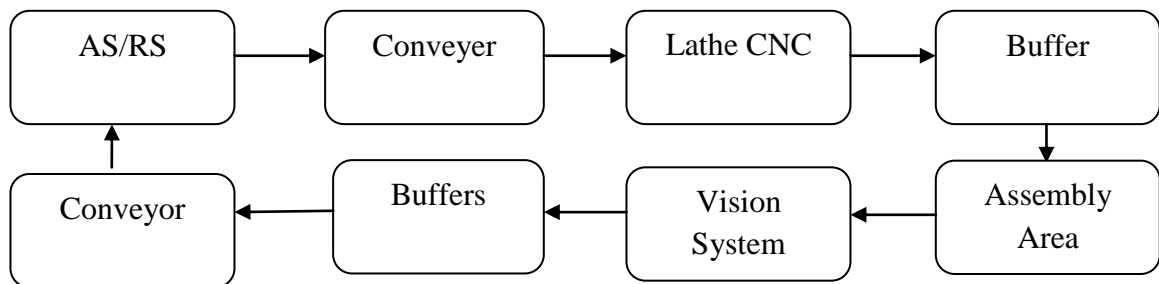 AS/RS
Conveyer
Lathe CNC
Buffer
Conveyor
Buffers
Vision
System
Assembly
Area